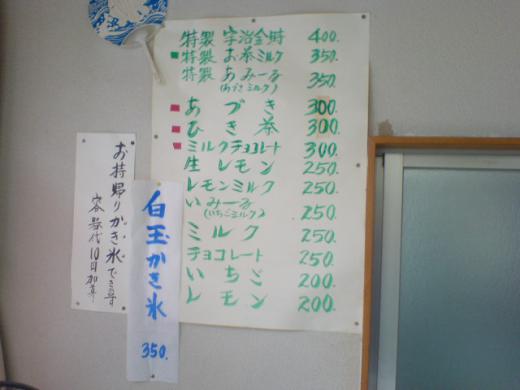 特製 宇治金時 400.
特製 お茶ミルク 350.
特製 あみーる 350.
(あづきミルク)
あづき 300.
ひき茶 300.
ミルクチョコレート 300.
生レモン 250.
レモンミルク 250.
いみーる 250.
(いちごミルク)
ミルク 250.
チョコレート 250.
いちご 200.
レモン 200.
お持帰りかき氷できます
容器代10円加算
白玉かき氷
350.